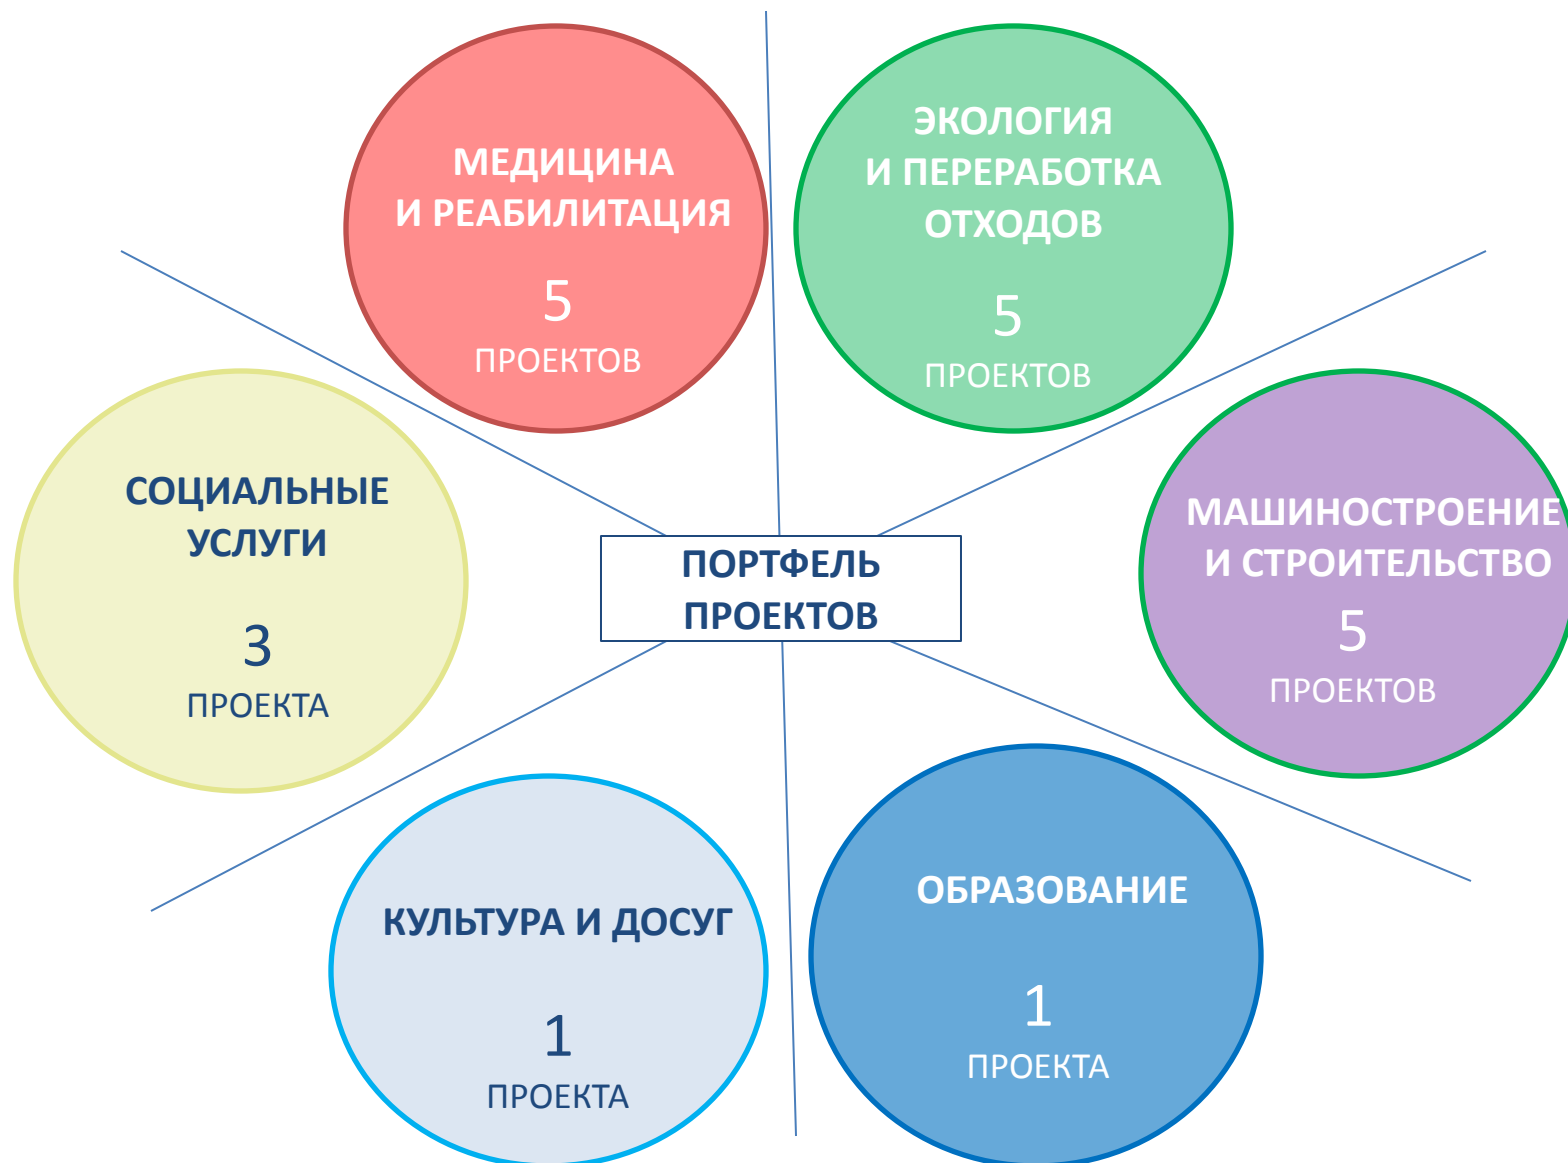 МЕДИЦИНА
И РЕАБИЛИТАЦИЯ
5
ПРОЕКТОВ
ЭКОЛОГИЯ
И ПЕРЕРАБОТКА
ОТХОДОВ
5
ПРОЕКТОВ
СОЦИАЛЬНЫЕ
УСЛУГИ
3
ПРОЕКТА
ПОРТФЕЛЬ
ПРОЕКТОВ
МАШИНОСТРОЕНИЕ
И СТРОИТЕЛЬСТВО
5
ПРОЕКТОВ
КУЛЬТУРА И ДОСУГ
1
ПРОЕКТА
ОБРАЗОВАНИЕ
1
ПРОЕКТА